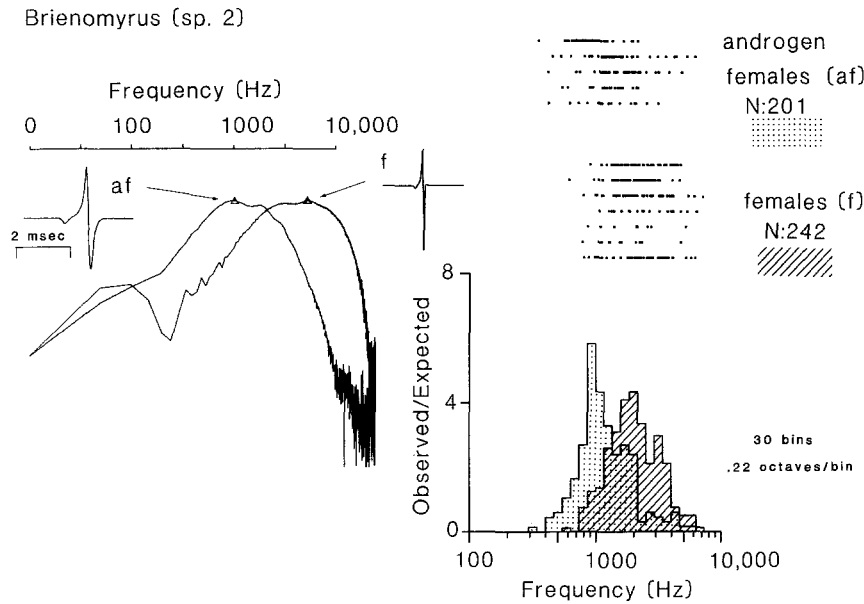 Brienomyrus (sp. 2)
Frequency (Hz)
0 100 1000 10,000
af
f
2 msec
androgen
females (af)
N:201
females (f)
N:242
8
4
0
Observed/Expected
30 bins
.22 octaves/bin
100 1000 10,000
Frequency (Hz)